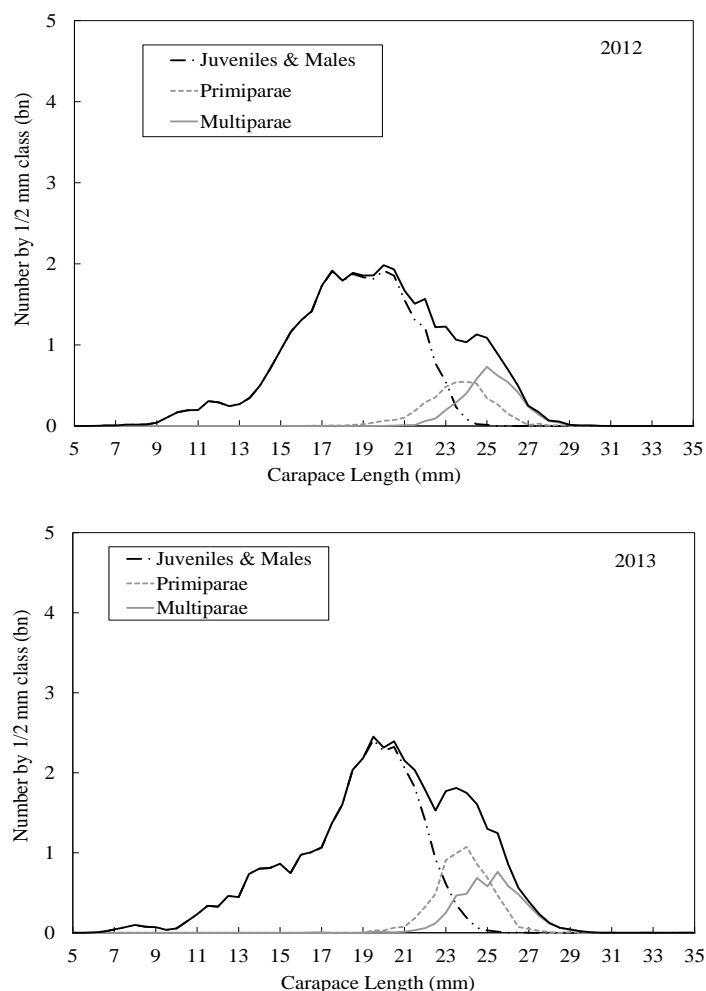 5
2012
Juveniles & Males
Primiparae
Multiparae
4
3
2
1
0
Number by 1/2 mm class (bn)
5 7 9 11 13 15 17 19 21 23 25 27 29 31 33 35
Carapace Length (mm)
5
2013
Juveniles & Males
Primiparae
Multiparae
4
3
2
1
0
Number by 1/2 mm class (bn)
5 7 9 11 13 15 17 19 21 23 25 27 29 31 33 35
Carapace Length (mm)